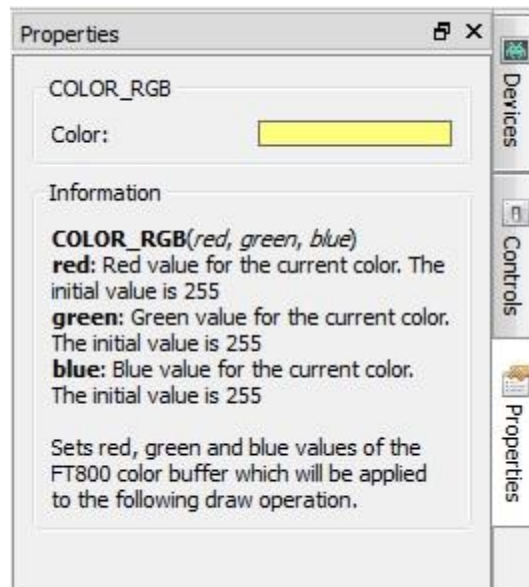 Properties
COLOR_RGB
Color:
Information
COLOR_RGB(red, green, blue)
red: Red value for the current color. The
initial value is 255
green: Green value for the current color.
The initial value is 255
blue: Blue value for the current color.
The initial value is 255
Sets red, green and blue values of the
FT800 color buffer which will be applied
to the following draw operation.
Devices
Controls
Properties